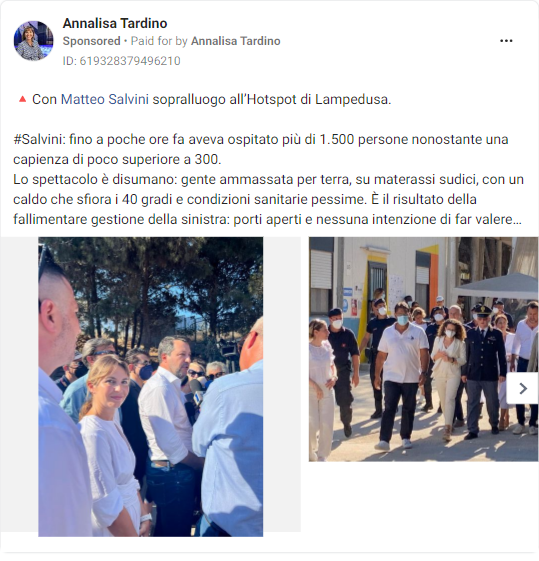 Annalisa Tardino
Sponsored • Paid for by Annalisa Tardino
ID: 619328379496210
🔺Con Matteo Salvini sopralluogo all'Hotspot di Lampedusa.
#Salvini: fino a poche ore fa aveva ospitato più di 1.500 persone nonostante una
capienza di poco superiore a 300.
Lo spettacolo è disumano: gente ammassata per terra, su materassi sudici, con un
caldo che sfiora i 40 gradi e condizioni sanitarie pessime. È il risultato della
fallimentare gestione della sinistra: porti aperti e nessuna intenzione di far valere...